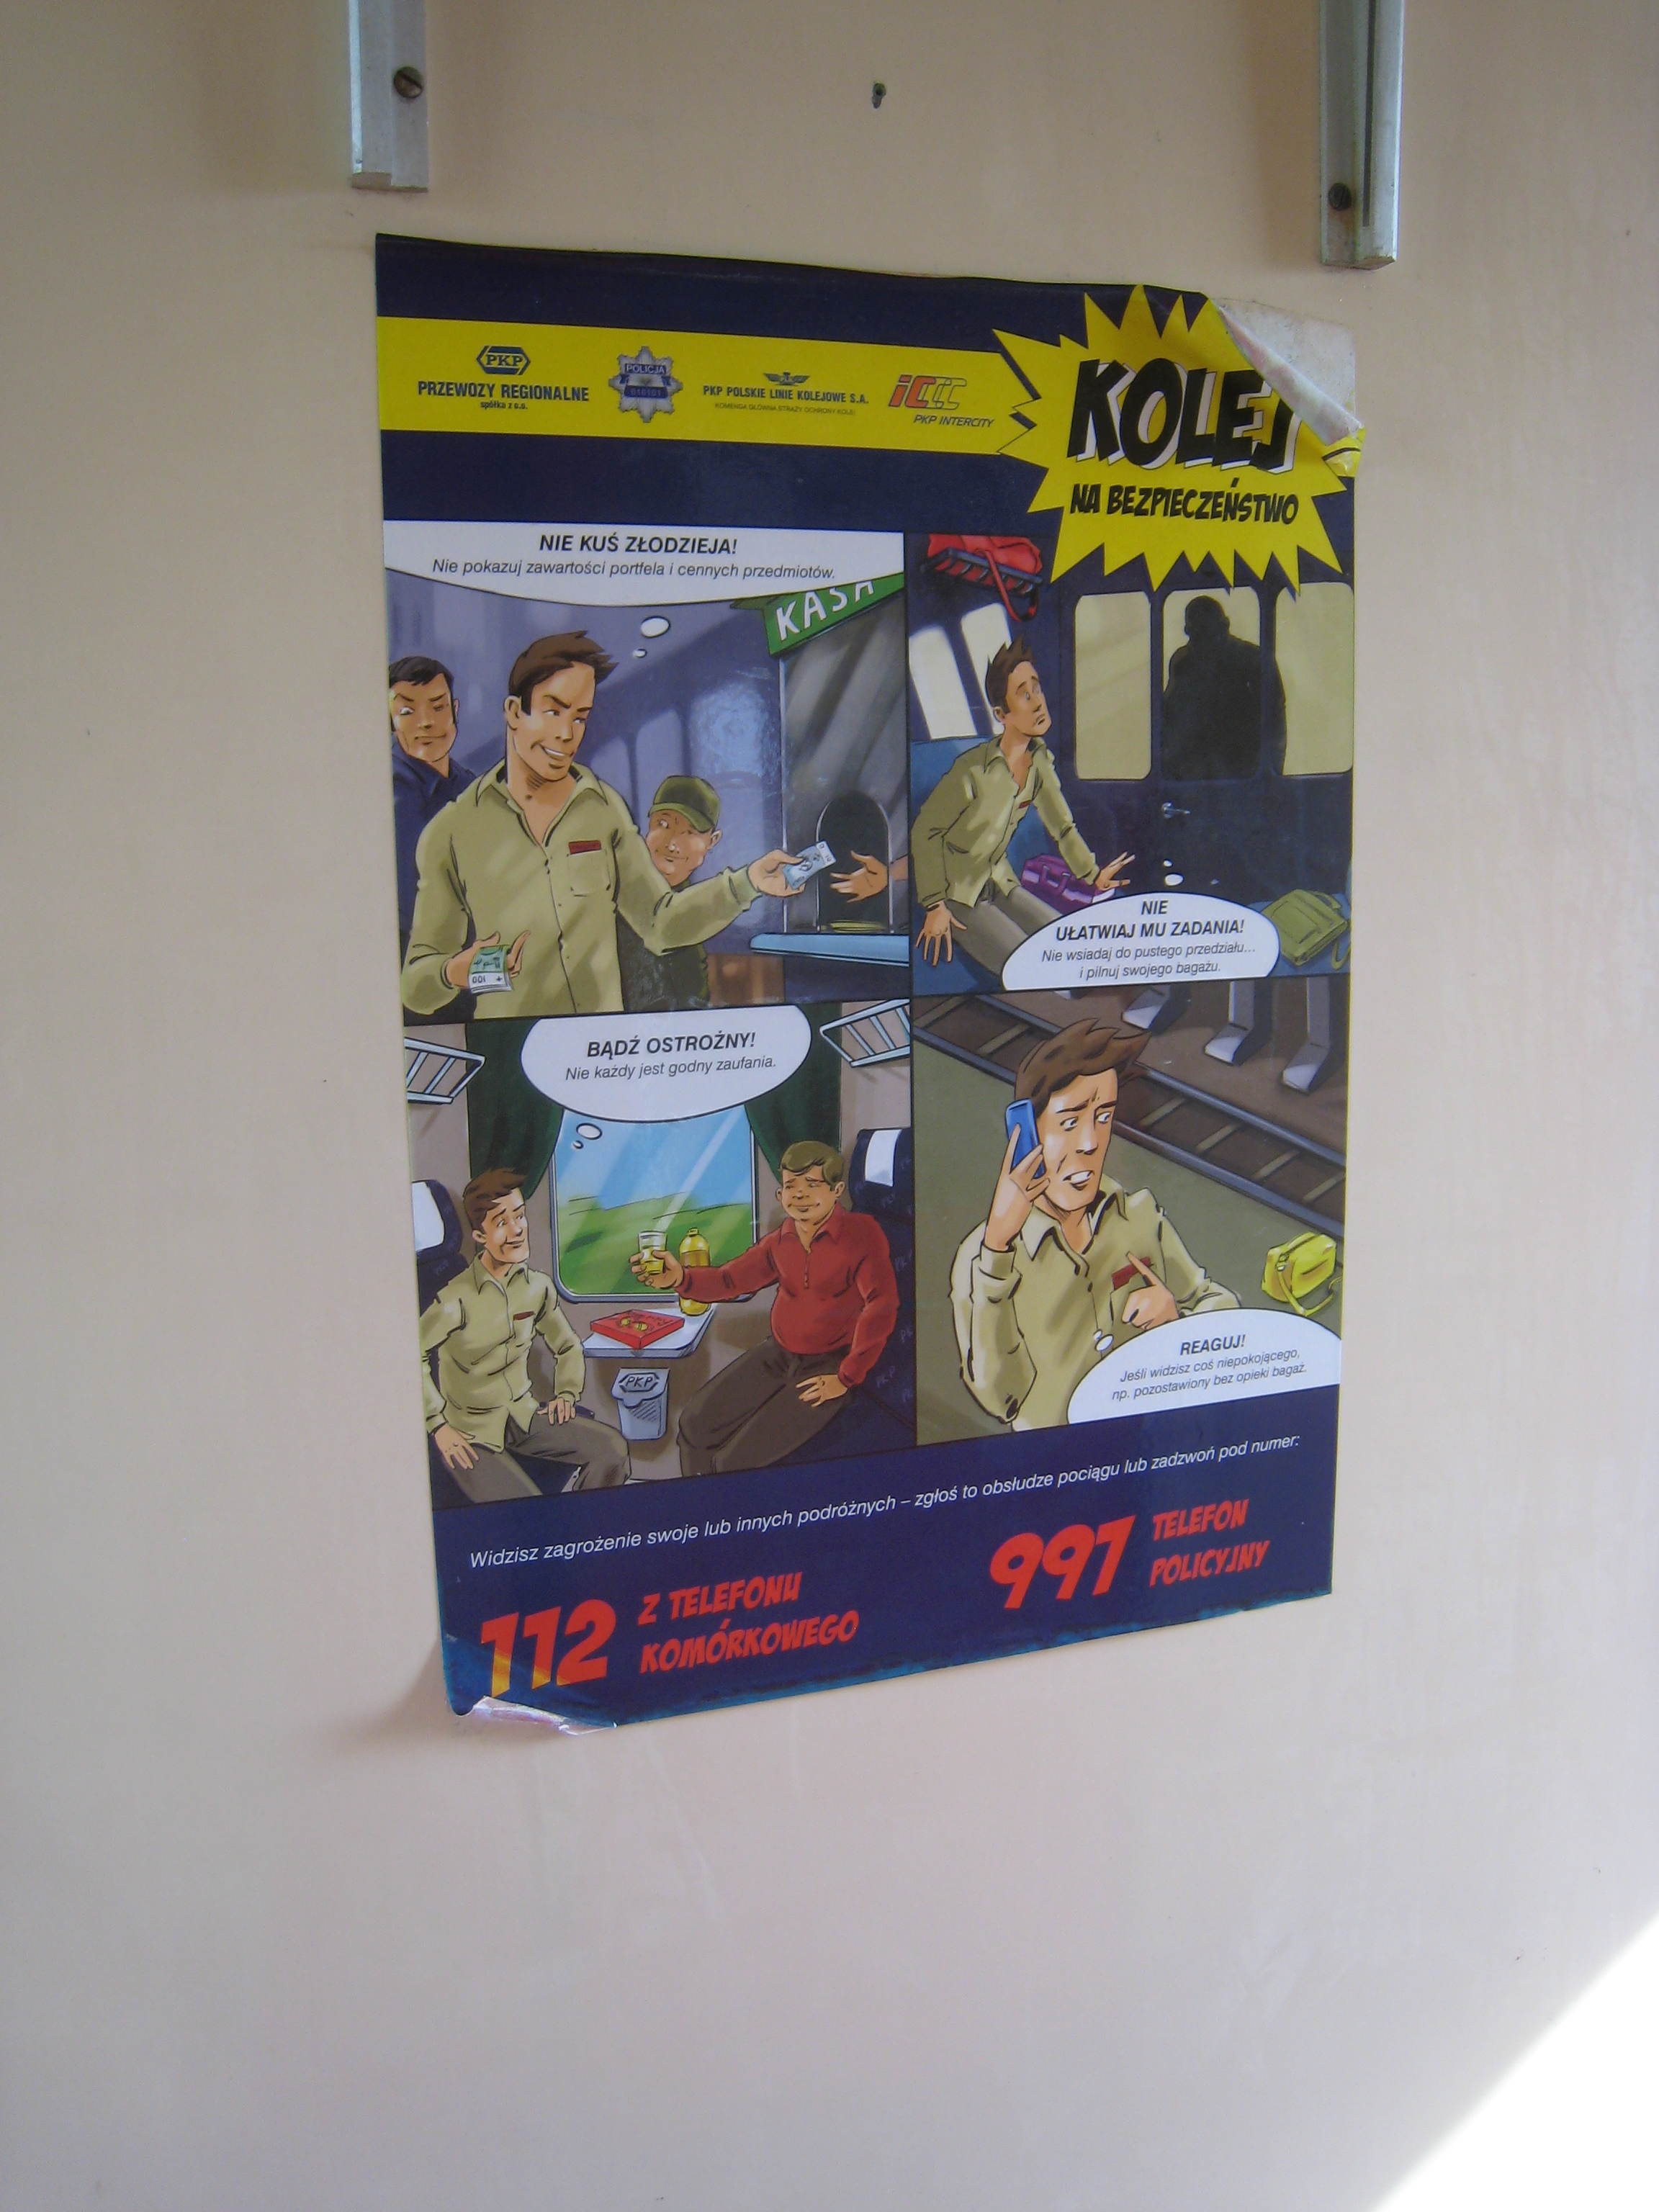 PKP
PRZEWOZY REGIONALNE
spółka z o.o.
POLICJA
PKP POLSKIE LINIE KOLEJOWE S.A.
KOMENDA GŁÓWNA STRAŻY OCHRONY KOLEI
PKP INTERCITY
KOLEJ
NA BEZPIECZEŃSTWO
NIE KUŚ ZŁODZIEJA!
Nie pokazuj zawartości portfela i cennych przedmiotów.
KASA
100
NIE
UŁATWIAJ MU ZADANIA!
Nie wsiadaj do pustego przedziału...
i pilnuj swojego bagażu.
BĄDŹ OSTROŻNY!
Nie każdy jest godny zaufania.
PKP
REAGUJ!
Jeśli widzisz coś niepokojącego,
np. pozostawiony bez opieki bagaż.
Widzisz zagrożenie swoje lub innych podróżnych – zgłoś to obsłudze pociągu lub zadzwoń pod numer:
112 Z TELEFONU
KOMÓRKOWEGO
997 TELEFON
POLICYJNY